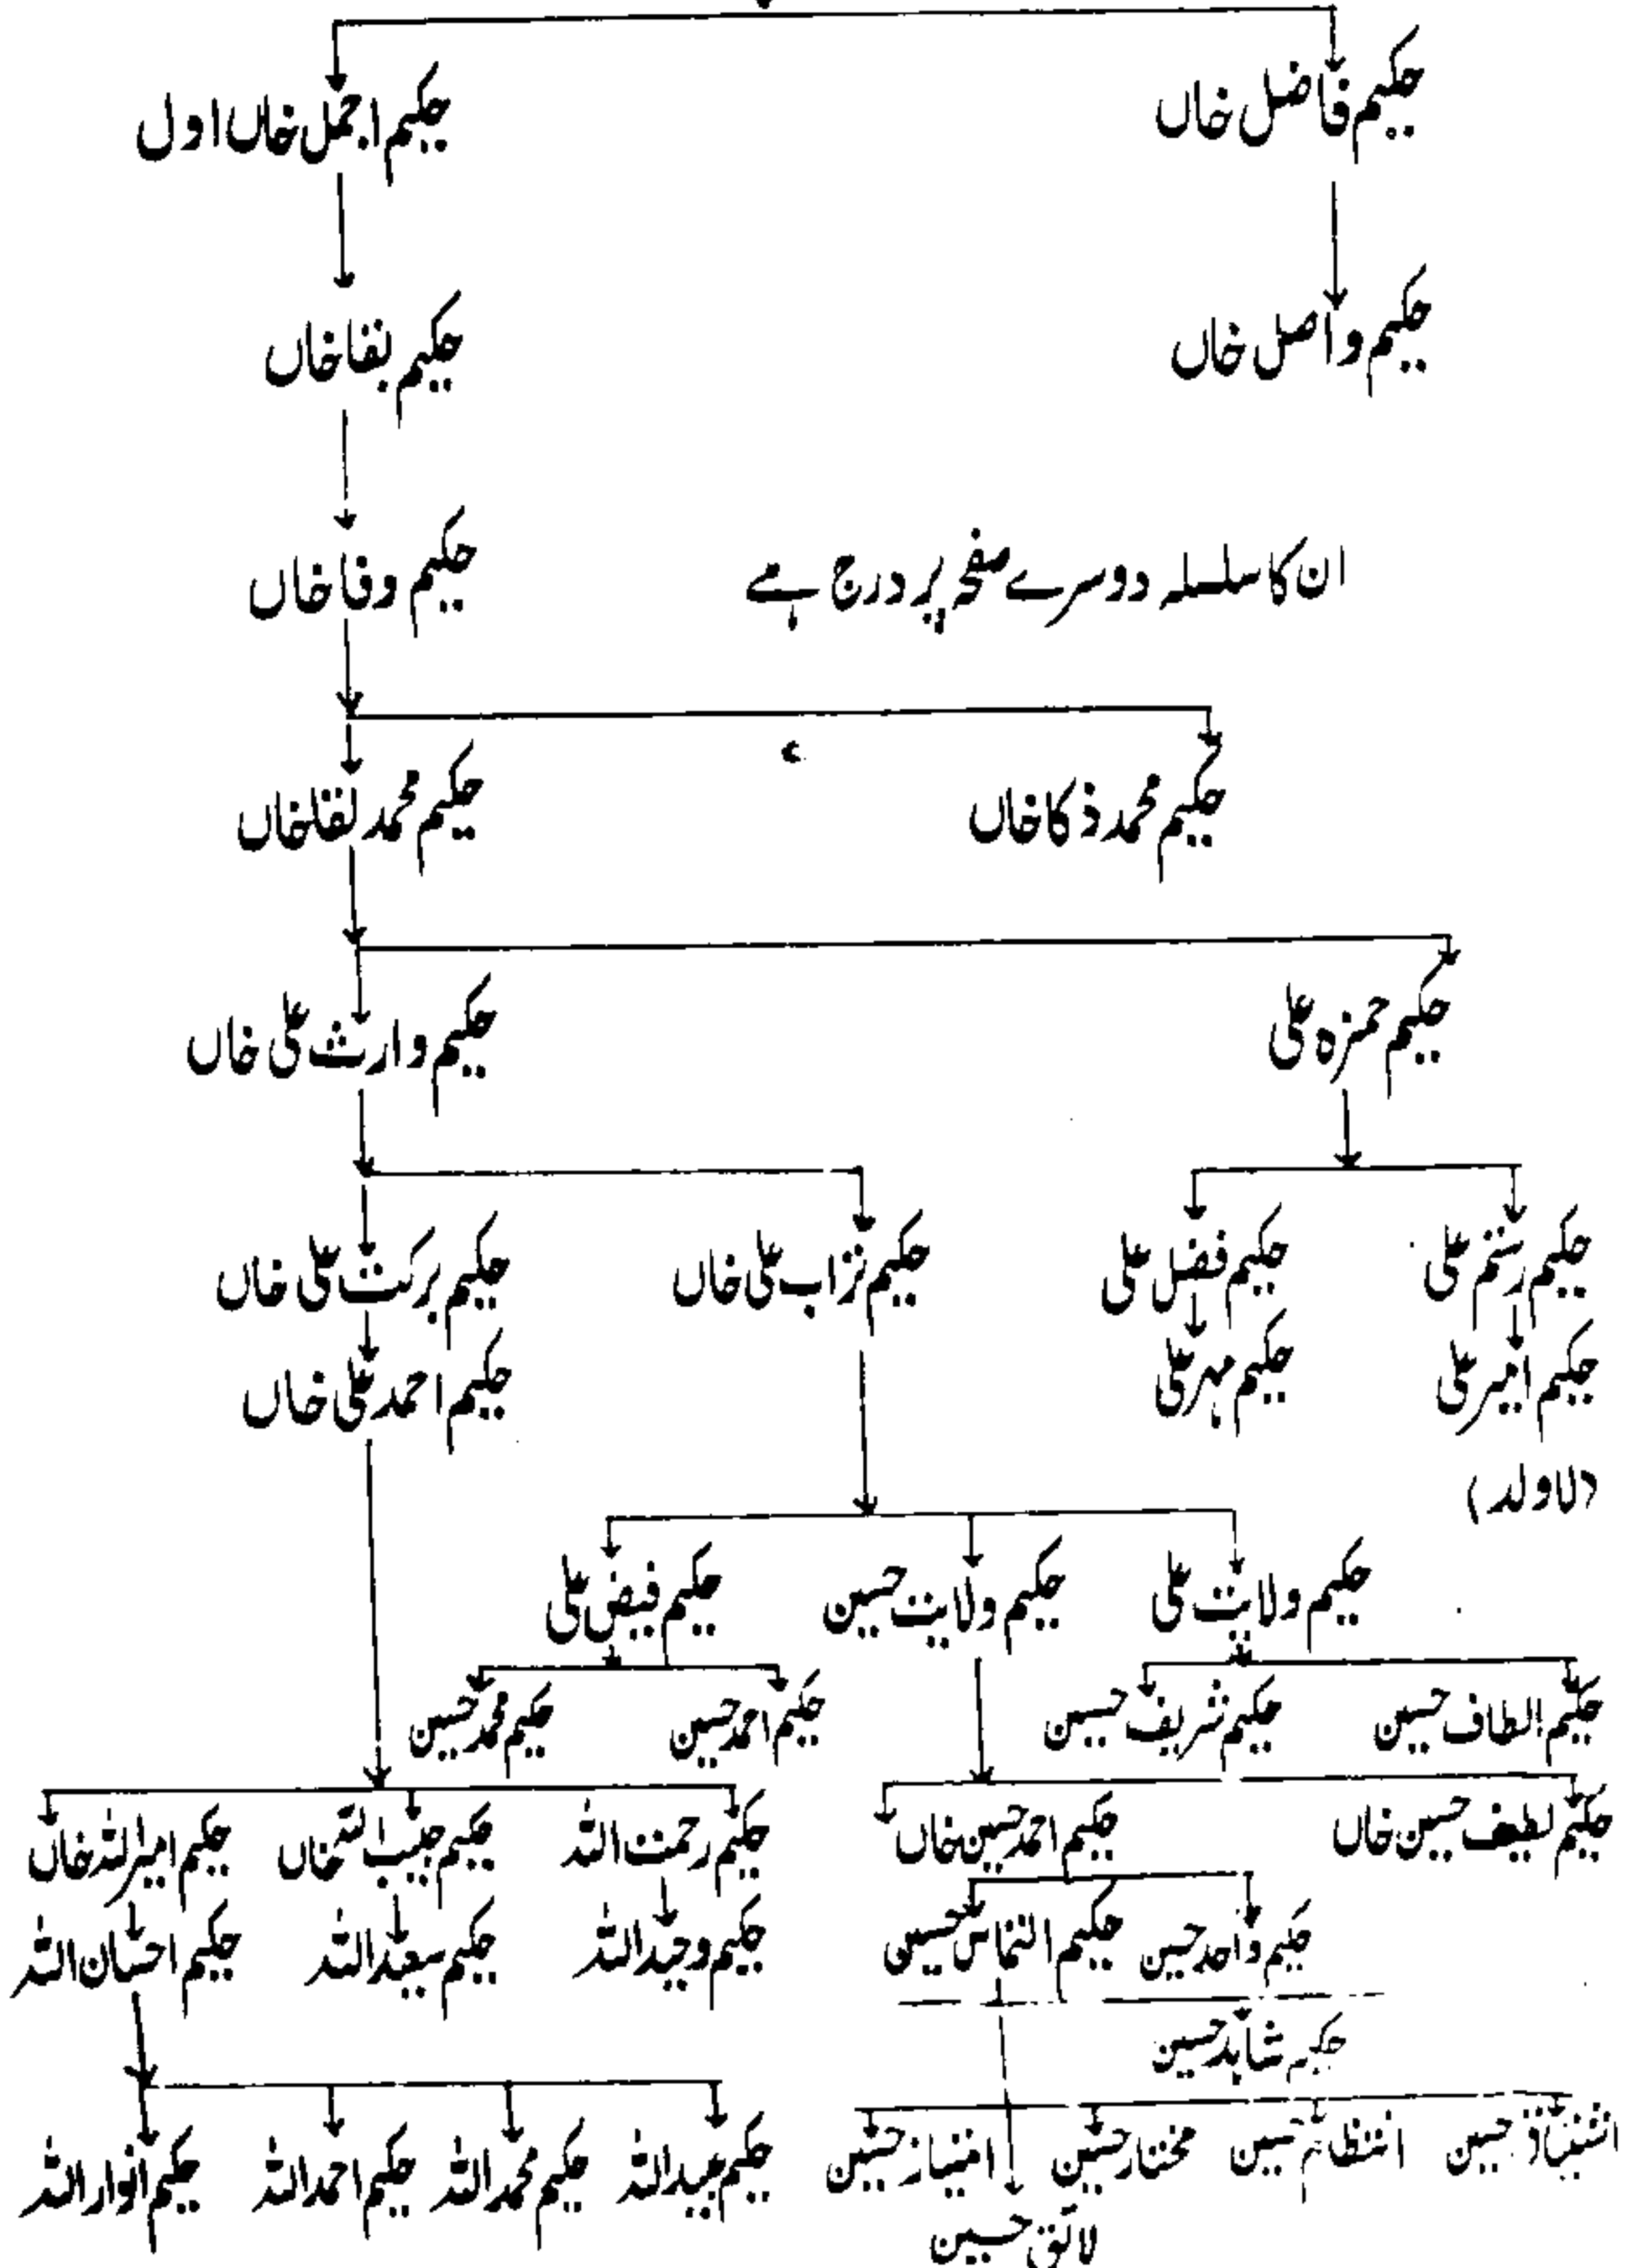 حکیم فاضل خاں
حکیم اجمل خاں اول
حکیم واصل خاں
حکیم بقا خاں
ان کا سلسلہ دوسرے صفحہ پر درج ہے
حکیم وفا خاں
حکیم محمد ذکا خاں
حکیم محمد لقا خاں
حکیم حمزہ علی
حکیم وارث علی خاں
حکیم رستم علی
حکیم فضل علی
حکیم تراب علی خاں
حکیم برکت علی خاں
حکیم امیر علی
حکیم مہر علی
حکیم احمد علی خاں
(لاولد)
حکیم ولایت علی
حکیم ولایت حسین
حکیم فیض علی
حکیم الطاف حسین
حکیم شریف حسین
حکیم احمد حسین
حکیم محمد حسین
حکیم لطیف حسین خاں
حکیم احمد حسین خاں
حکیم رحمت اللہ
حکیم حبیب اللہ خاں
حکیم امیر اللہ خاں
حکیم واحد حسین
حکیم التماس حسین
حکیم وحید اللہ
حکیم سعید اللہ
حکیم احسان اللہ
حکیم شاہد حسین
اشتیاق حسین
انتظام حسین
مختار حسین
امتیاز حسین
حکیم عبید اللہ
حکیم محمد اللہ
حکیم احمد اللہ
حکیم انوار اللہ
لائق حسین